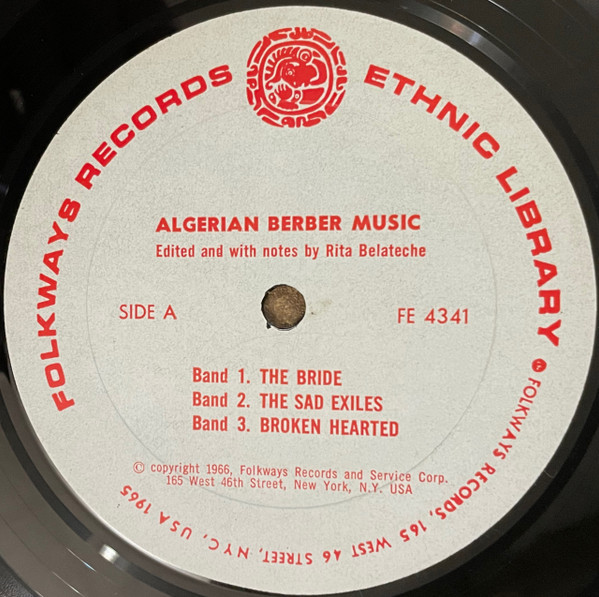 FOLKWAYS RECORDS ETHNIC LIBRARY
ALGERIAN BERBER MUSIC
Edited and with notes by Rita Belateche
SIDE A
FE 4341
Band 1. THE BRIDE
Band 2. THE SAD EXILES
Band 3. BROKEN HEARTED
© copyright 1966, Folkways Records and Service Corp.
165 West 46th Street, New York, N.Y. USA
℗ FOLKWAYS RECORDS, 165 WEST 46 STREET, NYC, USA 1965